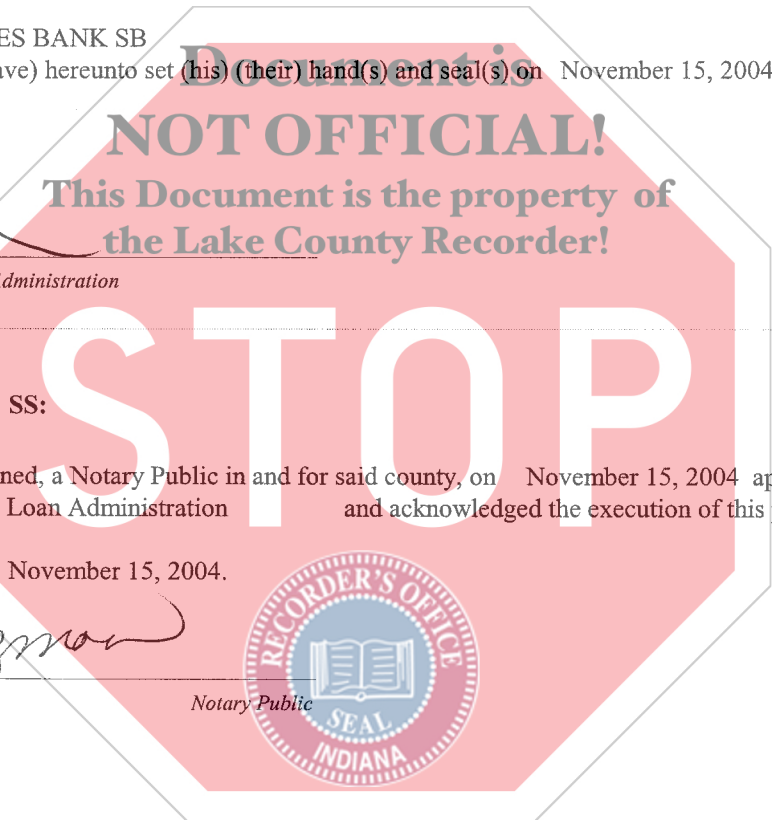 ES BANK SB
ave) hereunto set (his) (their) hand(s) and seal(s) on November 15, 2004
Document is
NOT OFFICIAL!
This Document is the property of
the Lake County Recorder!
dministration
STOP
SS:
ned, a Notary Public in and for said county, on November 15, 2004 ap
Loan Administration and acknowledged the execution of this
November 15, 2004.
Notary Public
RECORDER'S OFFICE
SEAL
INDIANA